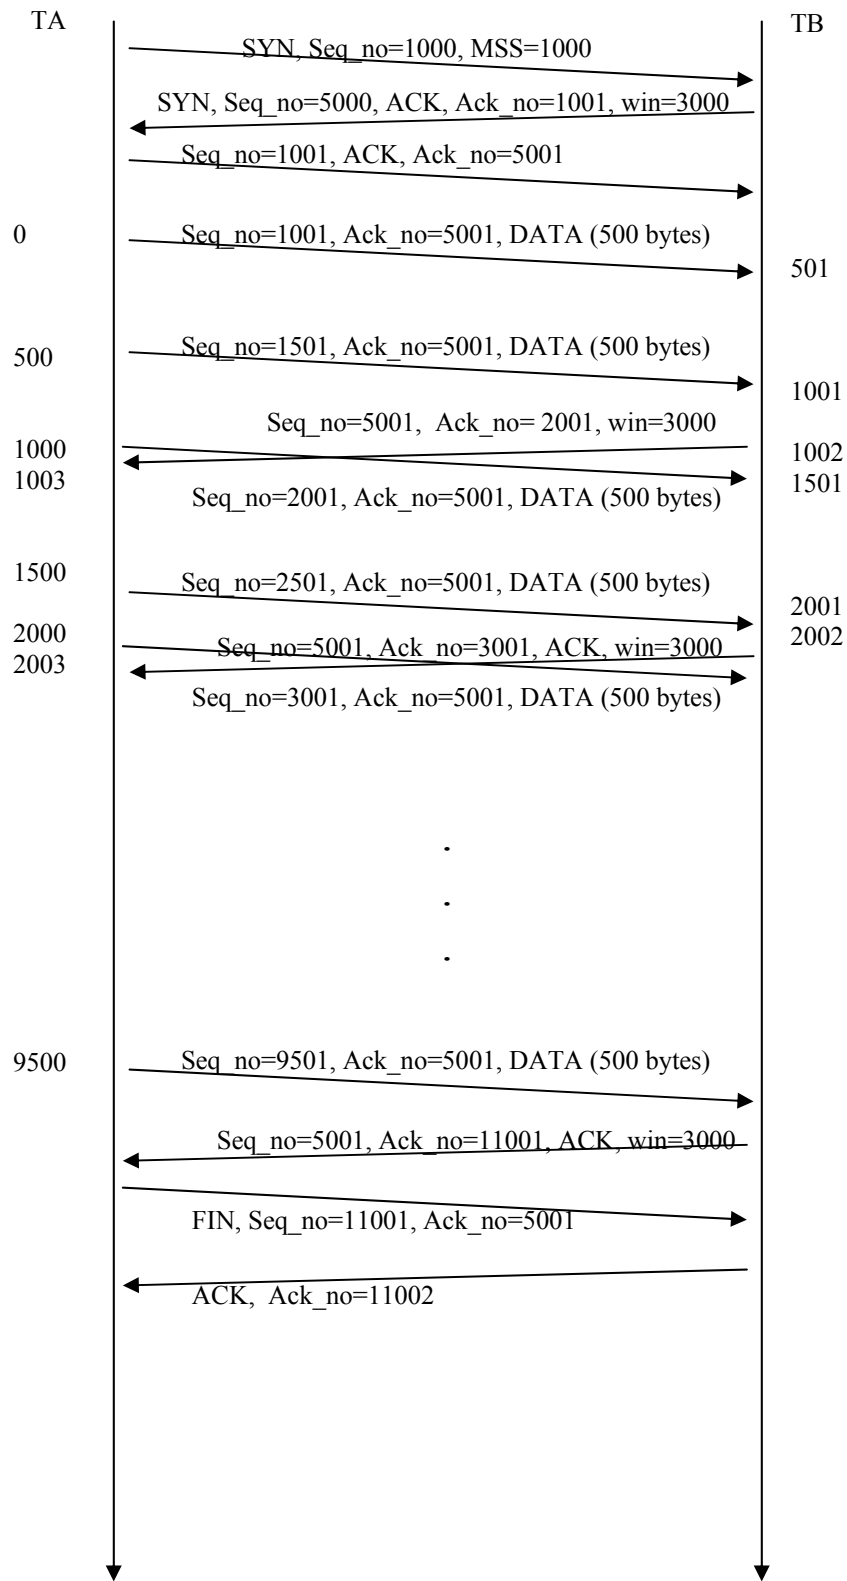 TA
TB
SYN, Seq_no=1000, MSS=1000
SYN, Seq_no=5000, ACK, Ack_no=1001, win=3000
Seq_no=1001, ACK, Ack_no=5001
0
Seq_no=1001, Ack_no=5001, DATA (500 bytes)
501
500
Seq_no=1501, Ack_no=5001, DATA (500 bytes)
1001
Seq_no=5001, Ack_no= 2001, win=3000
1000
1002
1003
1501
Seq_no=2001, Ack_no=5001, DATA (500 bytes)
1500
Seq_no=2501, Ack_no=5001, DATA (500 bytes)
2001
2000
Seq_no=5001, Ack_no=3001, ACK, win=3000
2002
2003
Seq_no=3001, Ack_no=5001, DATA (500 bytes)
.
.
.
9500
Seq_no=9501, Ack_no=5001, DATA (500 bytes)
Seq_no=5001, Ack_no=11001, ACK, win=3000
FIN, Seq_no=11001, Ack_no=5001
ACK, Ack_no=11002